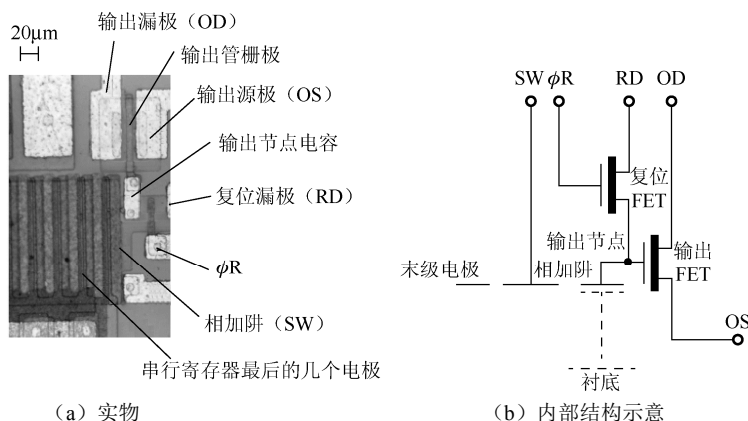 20μm
输出漏极（OD）
输出管栅极
输出源极（OS）
输出节点电容
复位漏极（RD）
ϕR
相加阱（SW）
串行寄存器最后的几个电极
（a）实物
SW ϕR RD OD
复位
FET
输出节点
输出
FET
末级电极 相加阱
OS
衬底
（b）内部结构示意